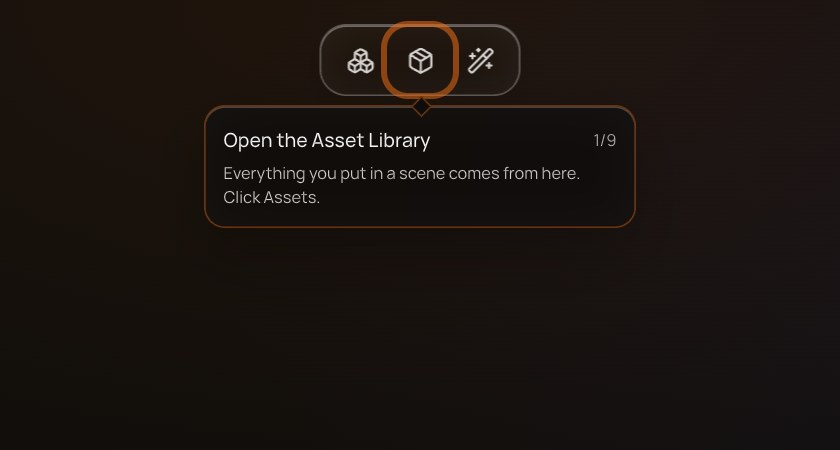 Open the Asset Library 1/9
Everything you put in a scene comes from here.
Click Assets.